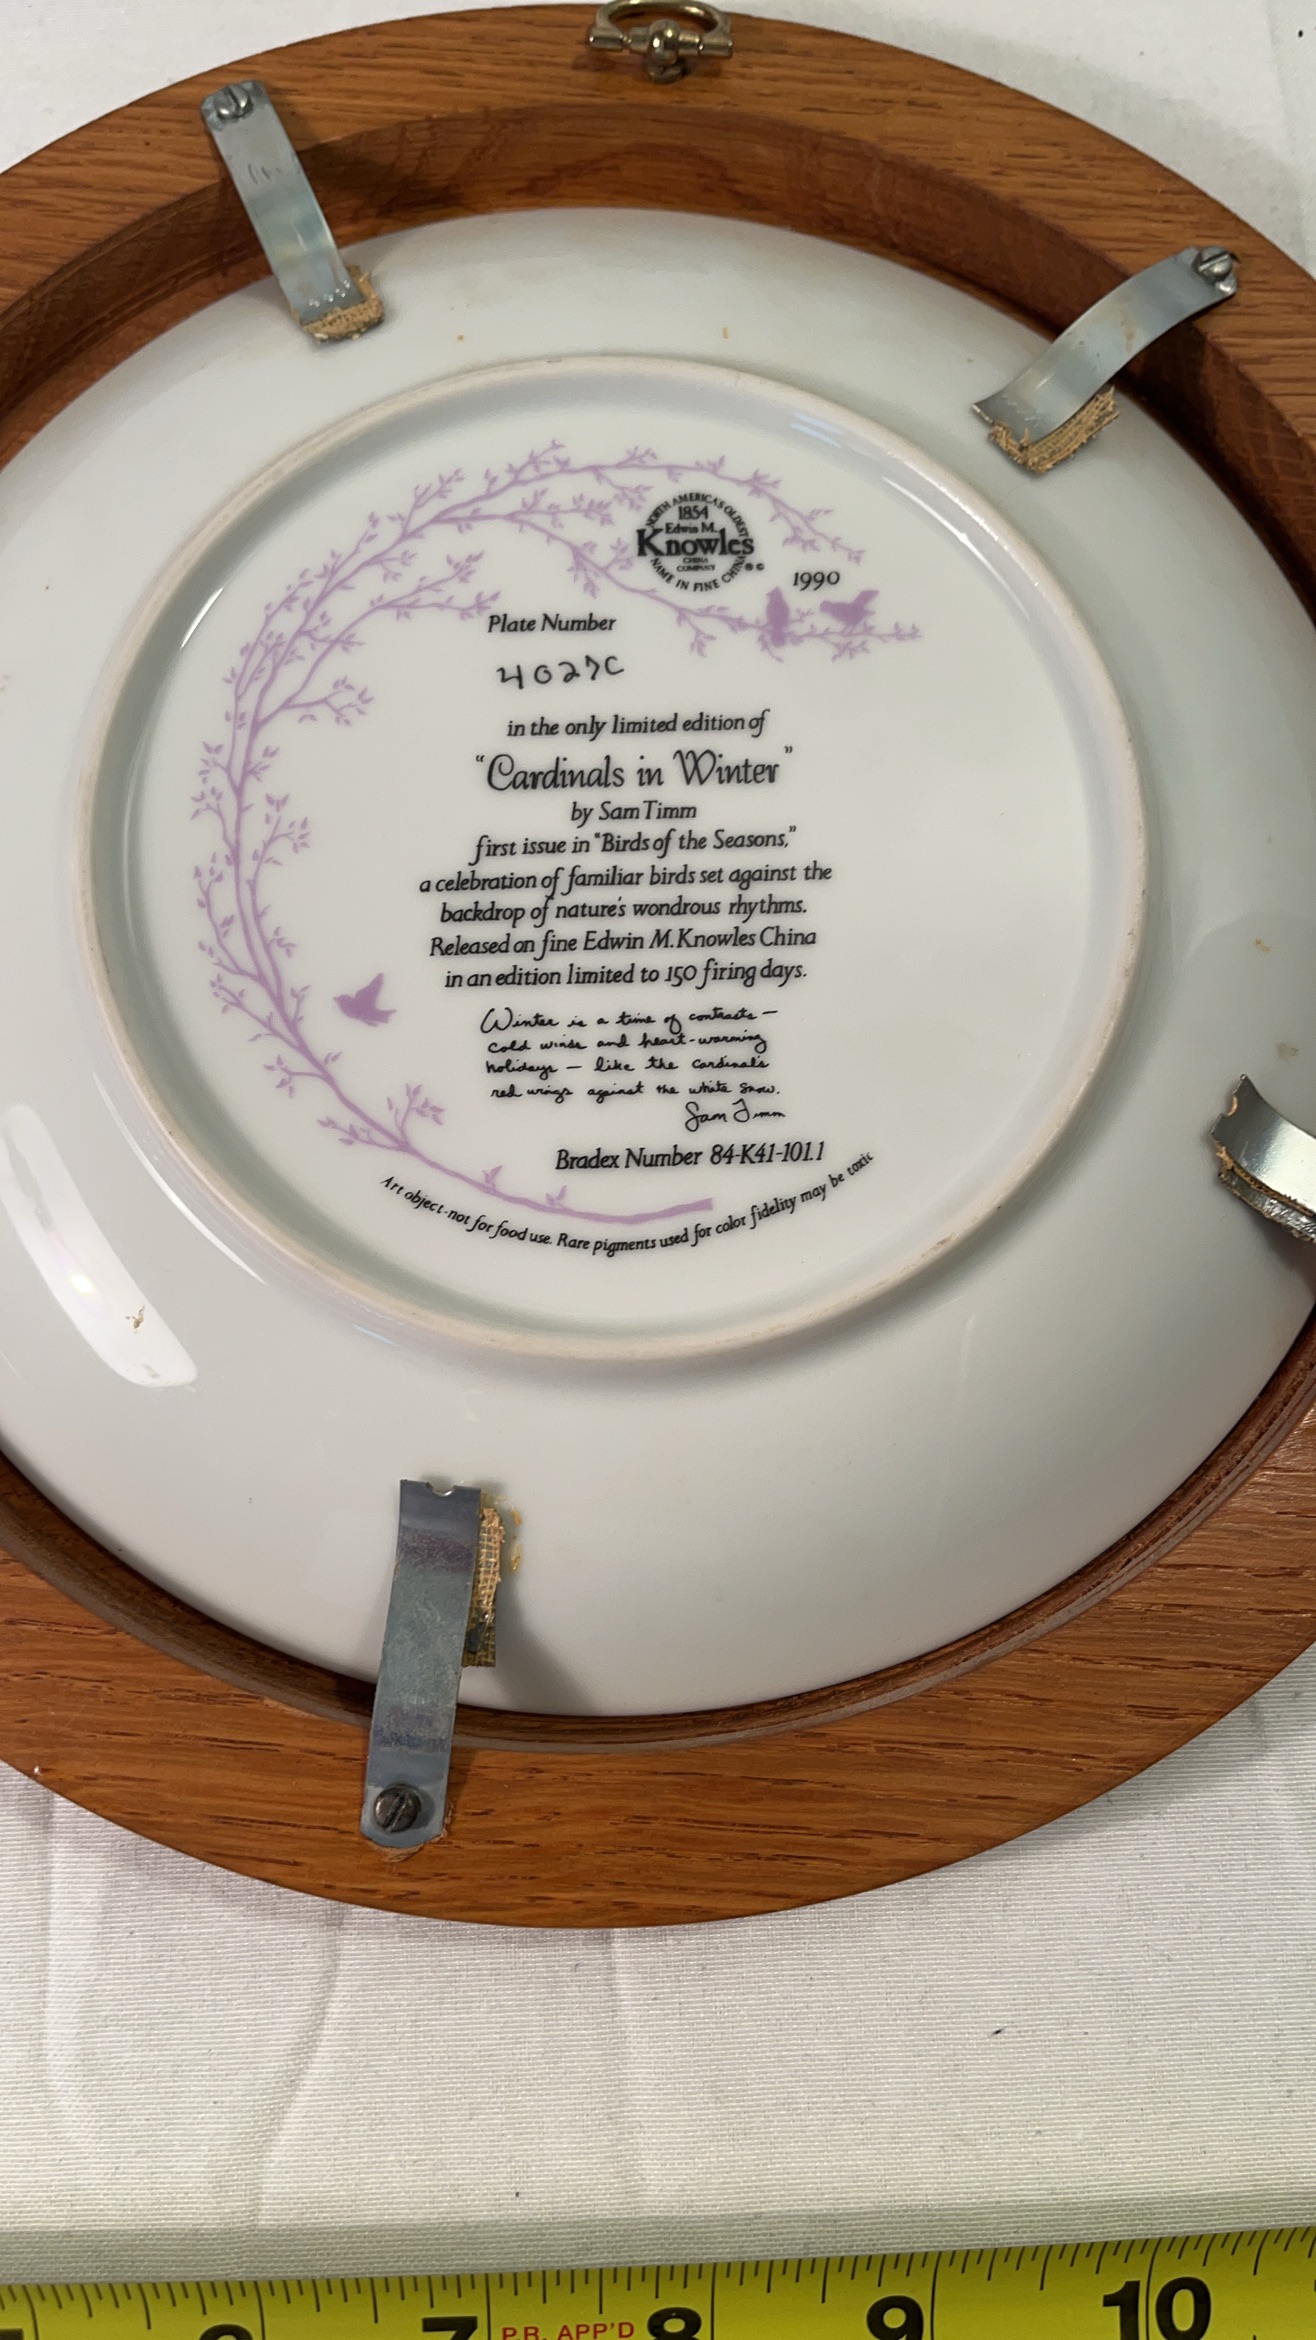 NORTH AMERICA'S OLDEST
1854
Edwin M.
Knowles
CHINA
COMPANY
® ©
NAME IN FINE CHINA
1990
Plate Number
4027C
in the only limited edition of
"Cardinals in Winter"
by Sam Timm
first issue in "Birds of the Seasons,"
a celebration of familiar birds set against the
backdrop of nature's wondrous rhythms.
Released on fine Edwin M. Knowles China
in an edition limited to 150 firing days.
Winter is a time of contrasts —
cold winds and heart-warming
holidays — like the cardinal's
red wings against the white snow.
Sam Timm
Bradex Number 84-K41-101.1
Art object-not for food use. Rare pigments used for color fidelity may be toxic
7 P.R. APP'D 8 9 10